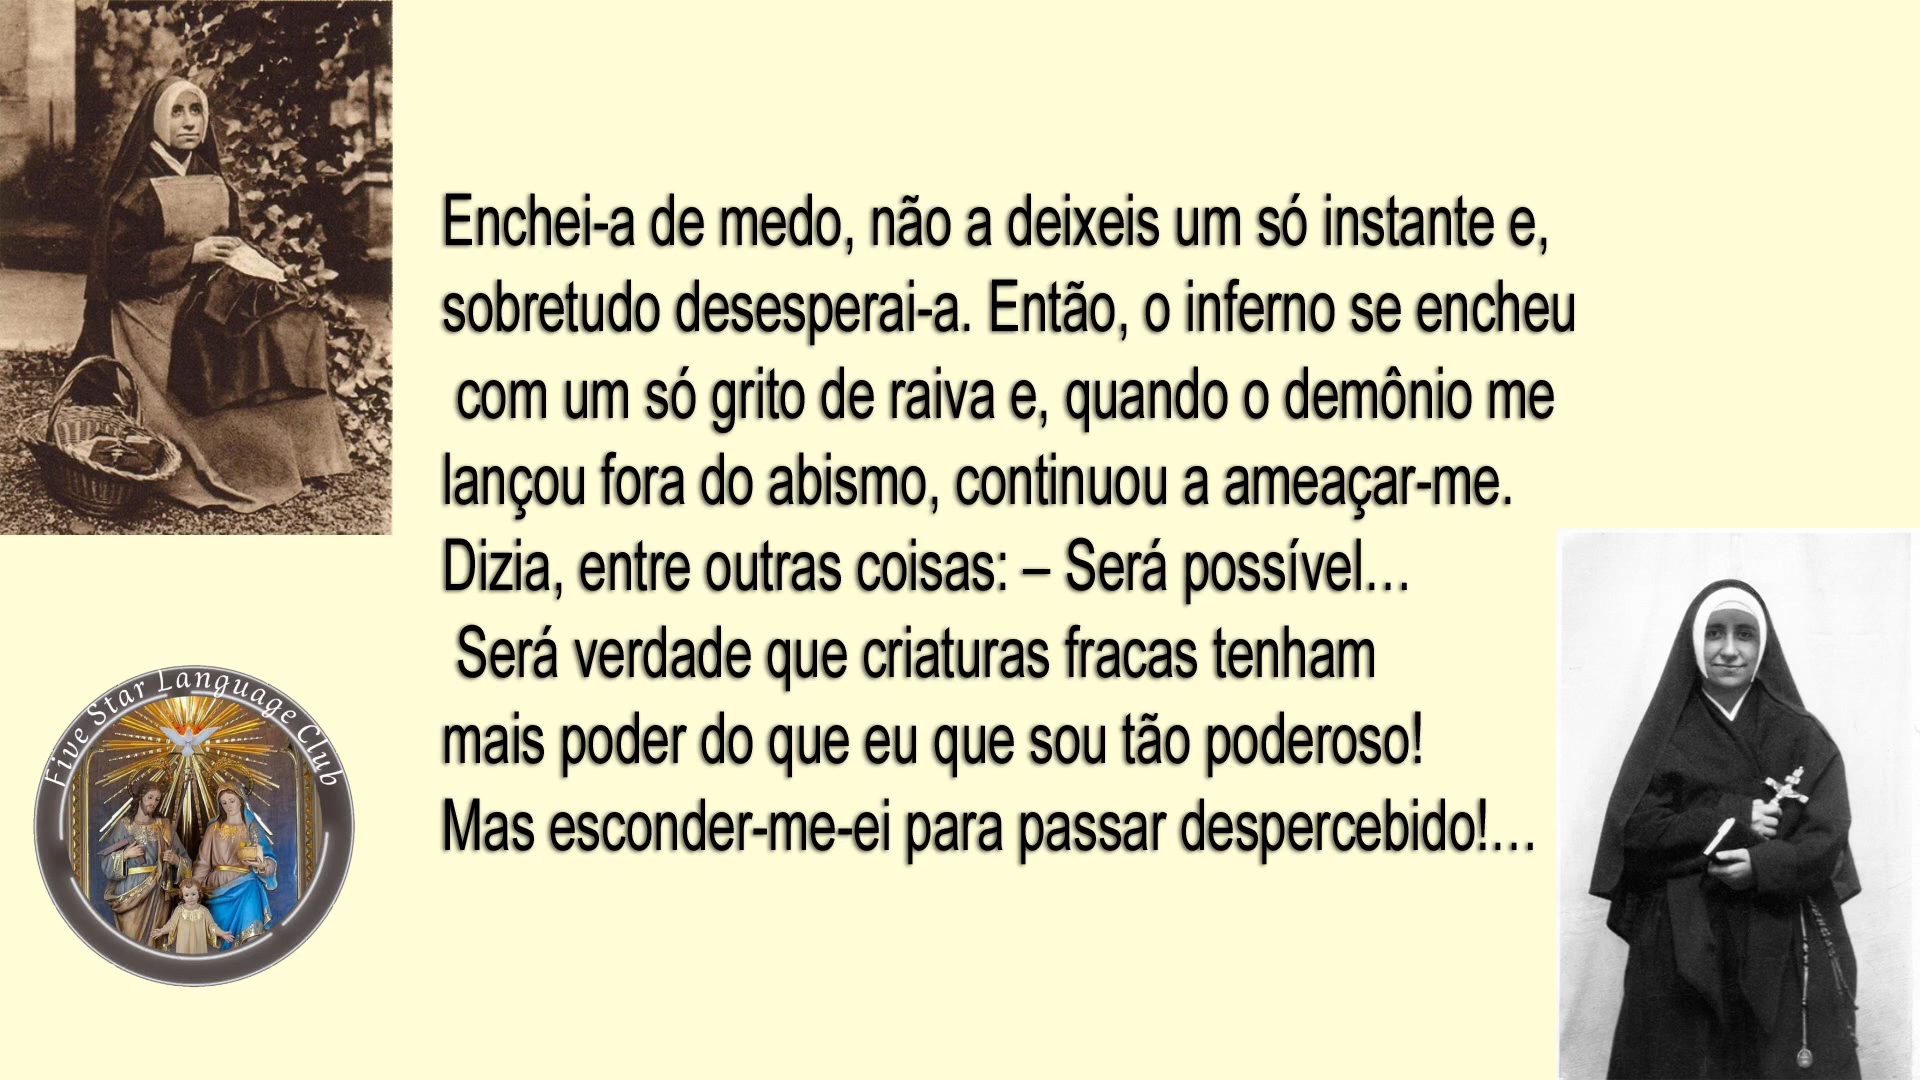 Enchei-a de medo, não a deixeis um só instante e,
sobretudo desesperai-a. Então, o inferno se encheu
com um só grito de raiva e, quando o demônio me
lançou fora do abismo, continuou a ameaçar-me.
Dizia, entre outras coisas: – Será possível…
Será verdade que criaturas fracas tenham
mais poder do que eu que sou tão poderoso!
Mas esconder-me-ei para passar despercebido!…
Five Star Language Club